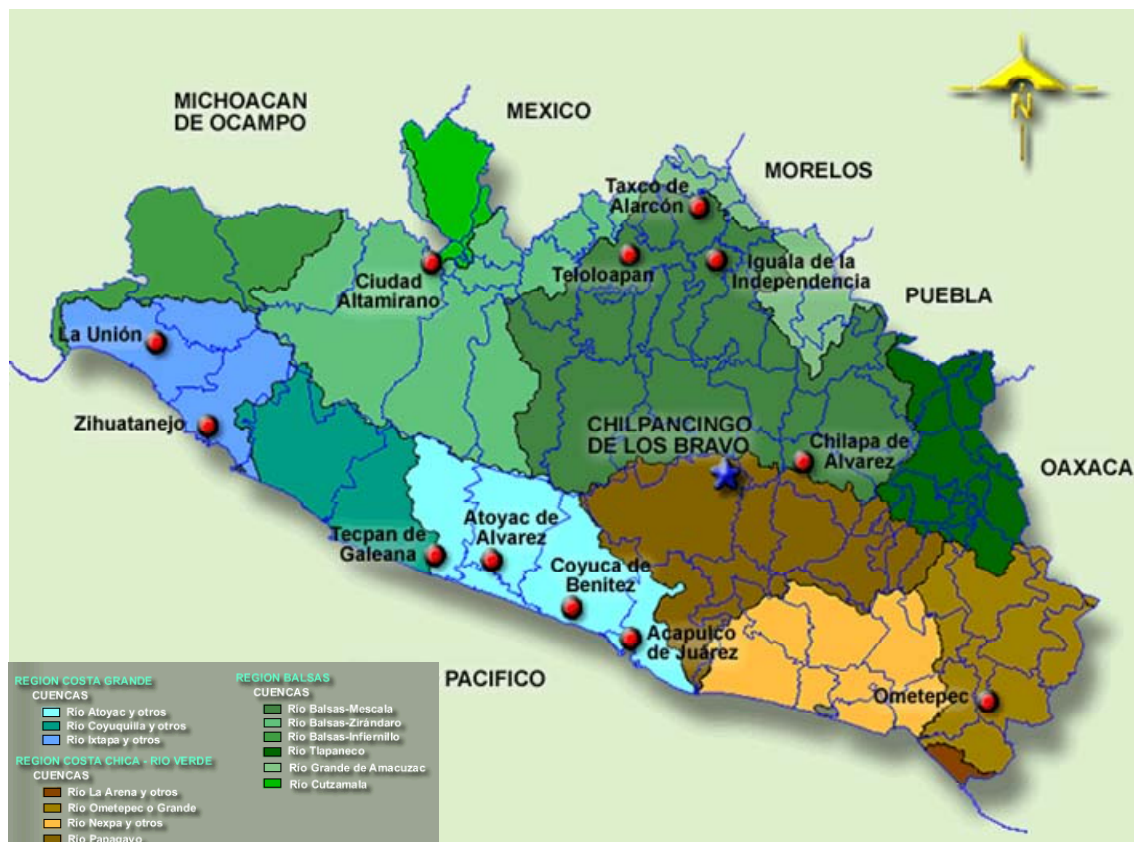 MICHOACAN
DE OCAMPO
MEXICO
N
MORELOS
Taxco de
Alarcón
Ciudad
Altamirano
Teloloapan
Iguala de la
Independencia
PUEBLA
La Unión
Zihuatanejo
CHILPANCINGO
DE LOS BRAVO
Chilapa de
Alvarez
OAXACA
Tecpan de
Galeana
Atoyac de
Alvarez
Coyuca de
Benitez
Acapulco
de Juárez
PACIFICO
Ometepec
REGION COSTA GRANDE
CUENCAS
Río Atoyac y otros
Río Coyuquilla y otros
Río Ixtapa y otros
REGION COSTA CHICA - RIO VERDE
CUENCAS
Río La Arena y otros
Río Ometepec o Grande
Río Nexpa y otros
Río Papagayo
REGION BALSAS
CUENCAS
Río Balsas-Mescala
Río Balsas-Zirándaro
Río Balsas-Infiernillo
Río Tlapaneco
Río Grande de Amacuzac
Río Cutzamala